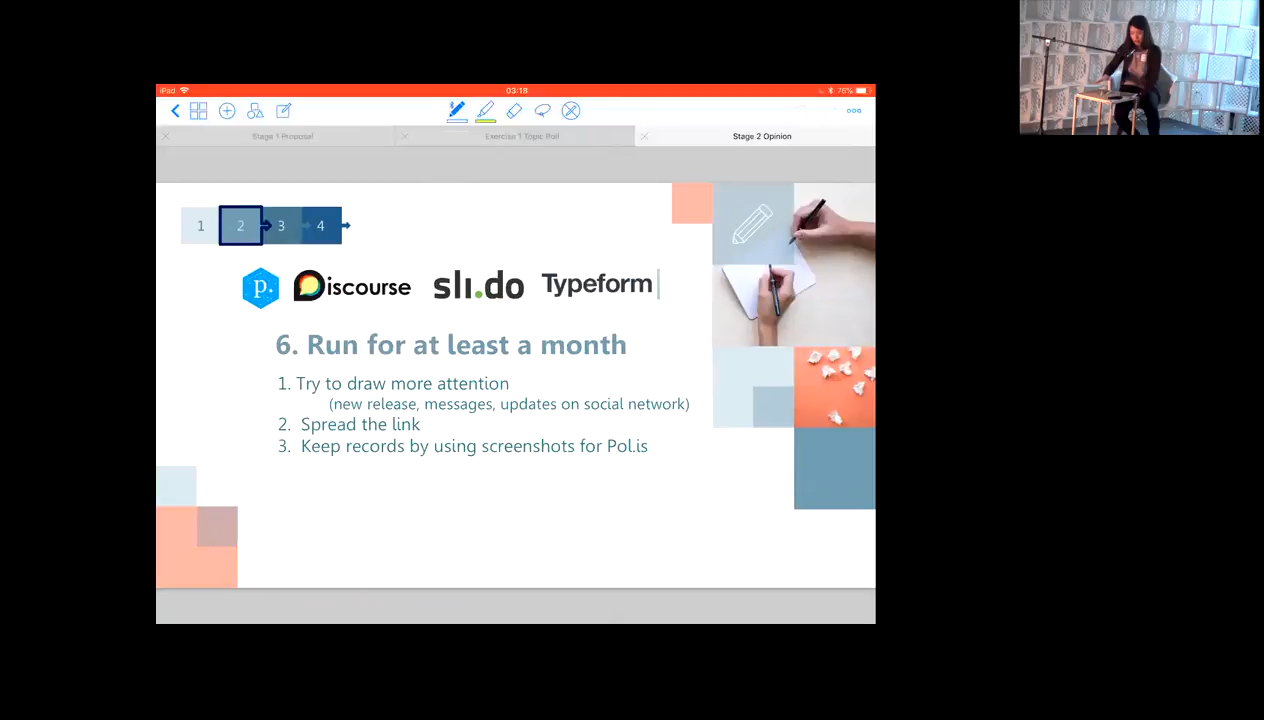 iPad 03:18 76%
Stage 1 Proposal Exercise 1 Topic Poll Stage 2 Opinion
1 2 3 4
p. Discourse sli.do Typeform
6. Run for at least a month
1. Try to draw more attention
(new release, messages, updates on social network)
2. Spread the link
3. Keep records by using screenshots for Pol.is